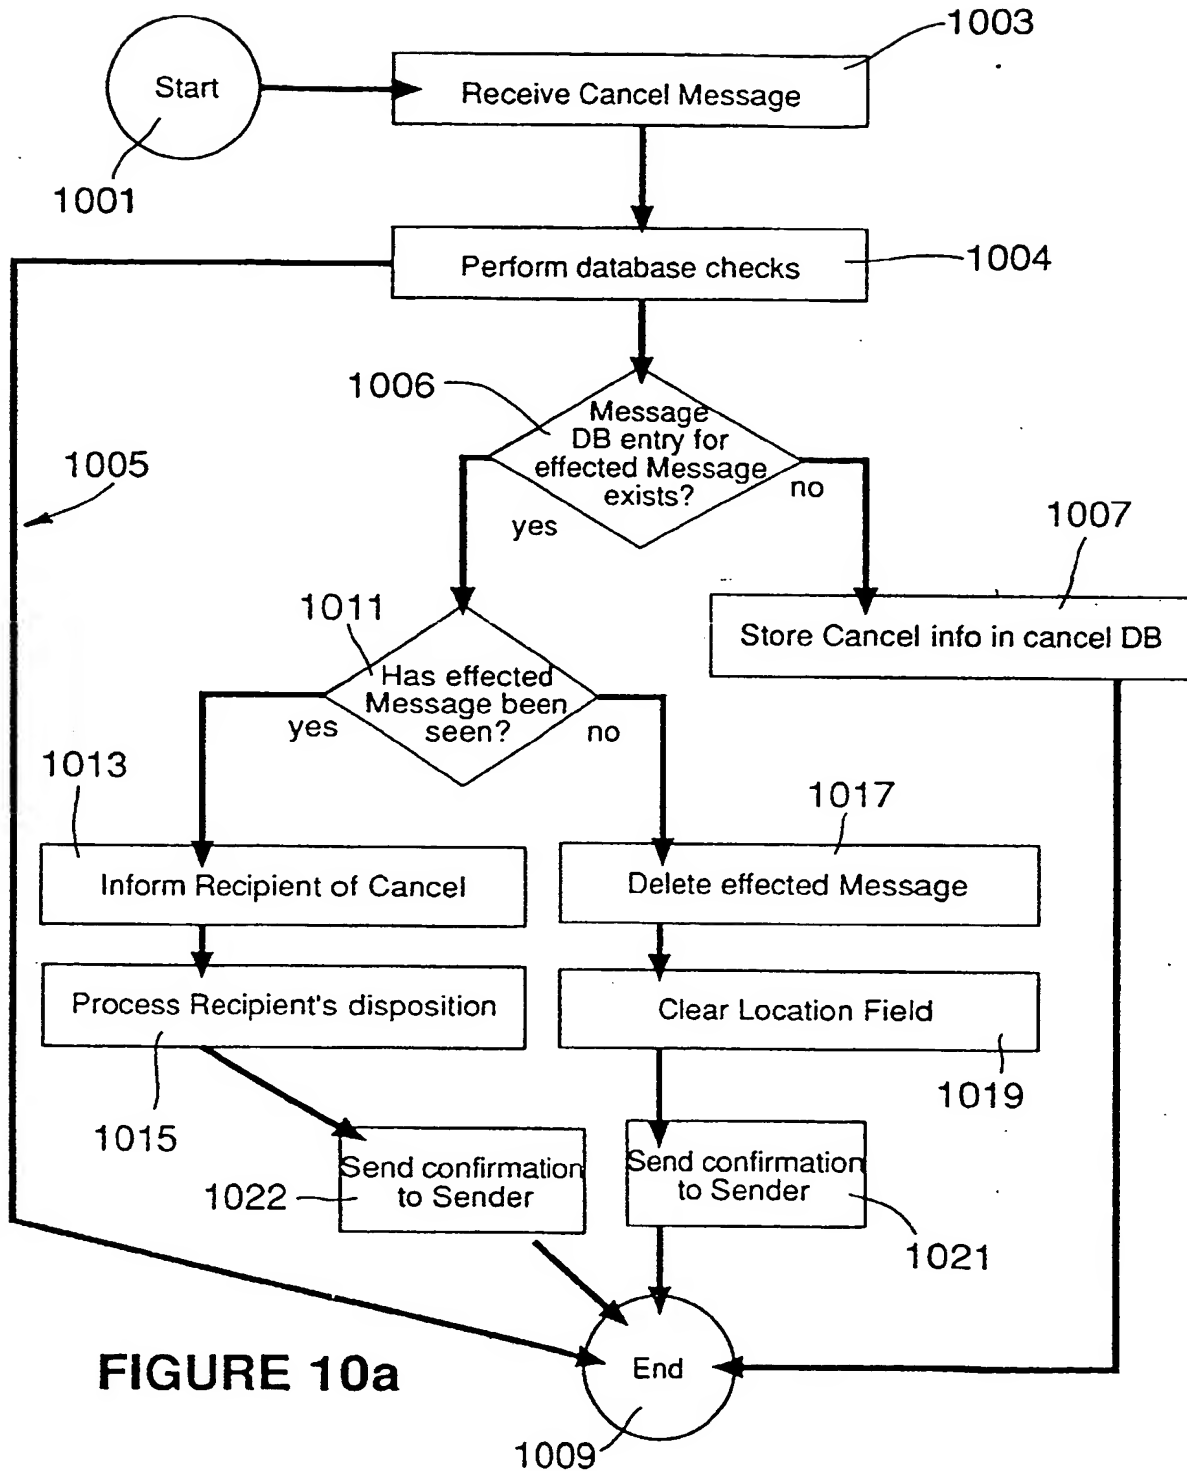 1003
Start
Receive Cancel Message
1001
Perform database checks
1004
1006
Message
DB entry for
effected Message
exists?
no
yes
1005
1007
1011
Store Cancel info in cancel DB
Has effected
Message been
seen?
yes
no
1013
1017
Inform Recipient of Cancel
Delete effected Message
Process Recipient's disposition
Clear Location Field
1019
1015
Send confirmation
to Sender
1022
Send confirmation
to Sender
1021
End
FIGURE 10a
1009